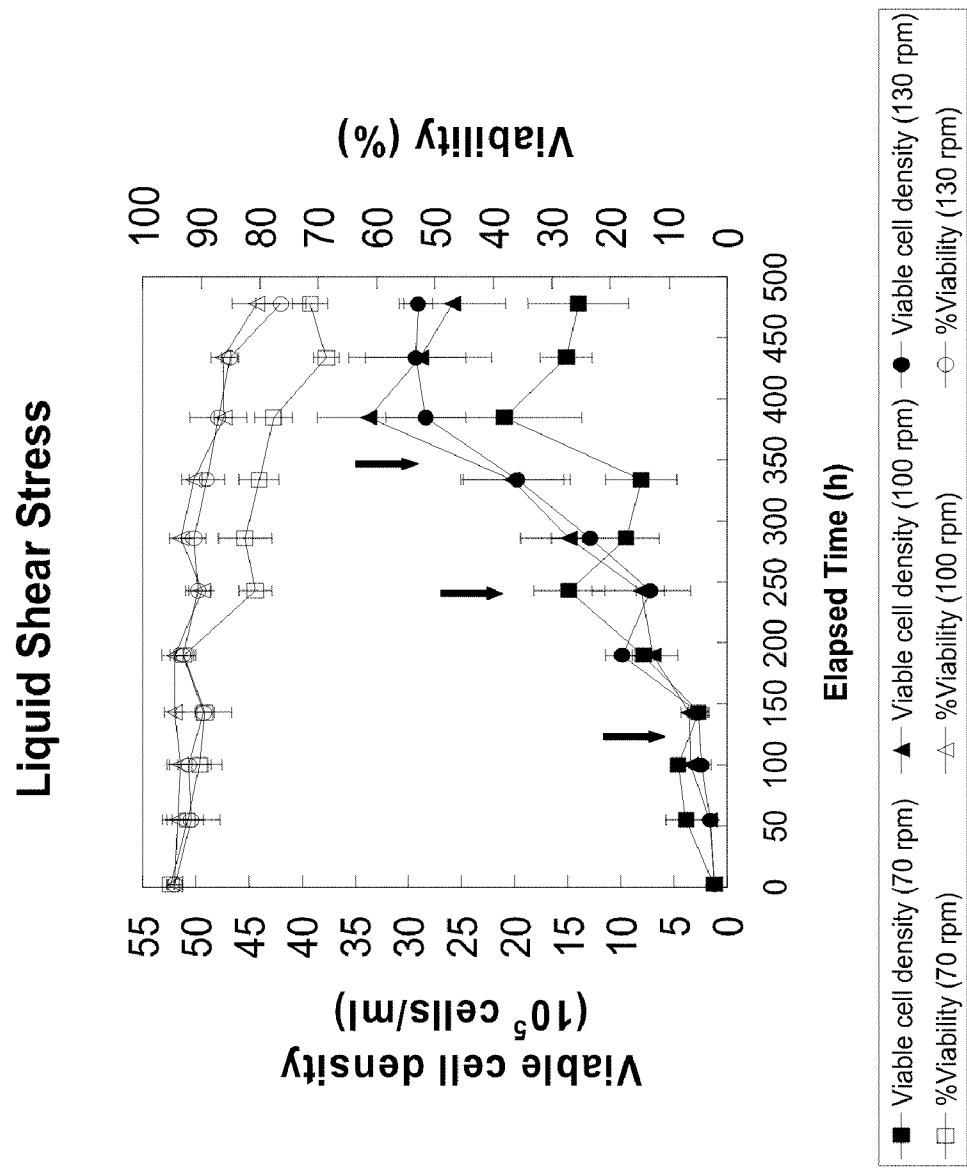 Liquid Shear Stress
Viable cell density
(10⁵ cells/ml)
55
50
45
40
35
30
25
20
15
10
5
0
Viability (%)
100
90
80
70
60
50
40
30
20
10
0
0 50 100 150 200 250 300 350 400 450 500
Elapsed Time (h)
Viable cell density (70 rpm) Viable cell density (100 rpm) Viable cell density (130 rpm)
%Viability (70 rpm) %Viability (100 rpm) %Viability (130 rpm)